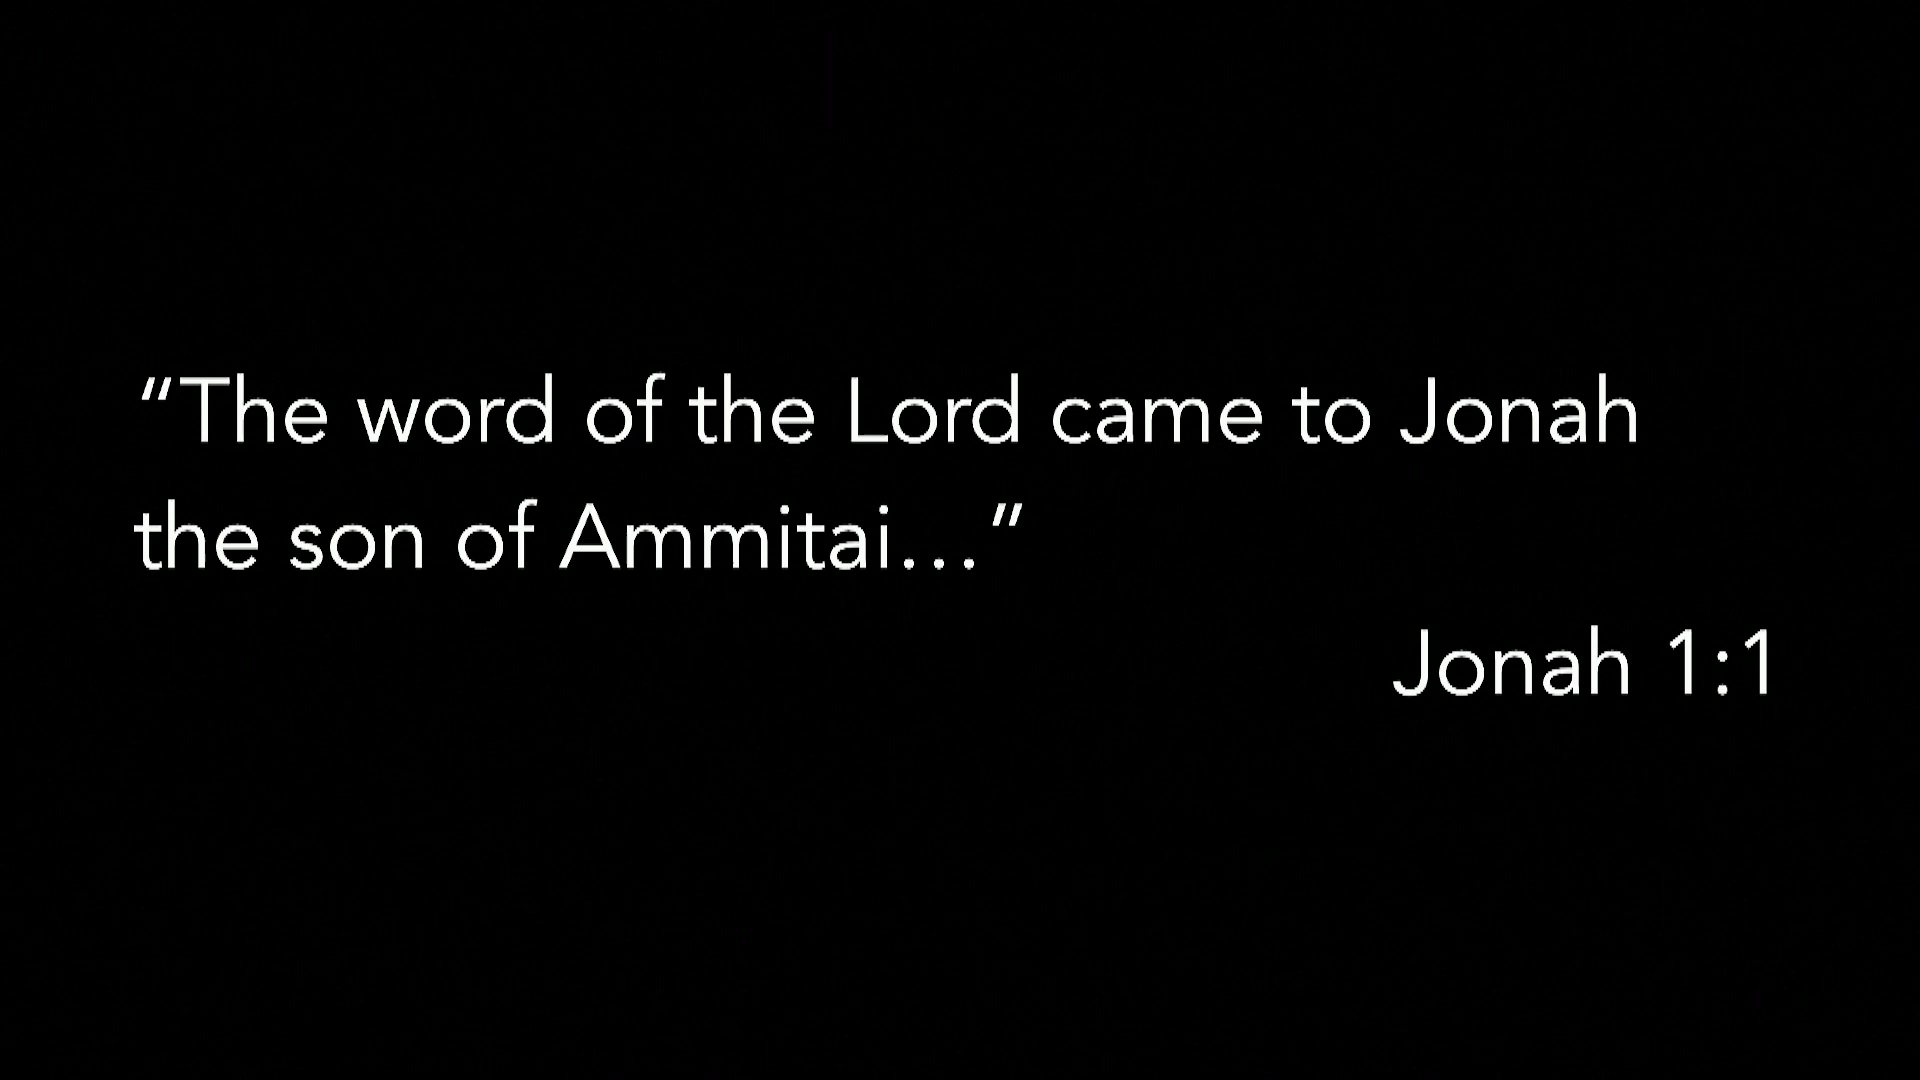 “The word of the Lord came to Jonah
the son of Ammitai...”
Jonah 1:1